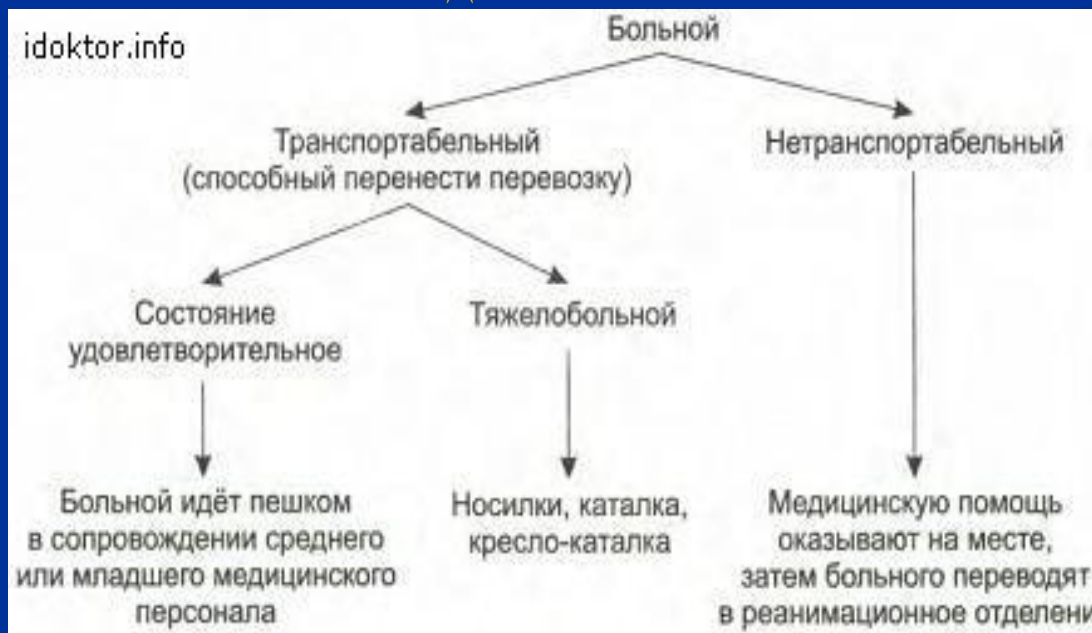 idoktor.info
Больной
Транспортабельный
(способный перенести перевозку)
Нетранспортабельный
Состояние
удовлетворительное
Тяжелобольной
Больной идёт пешком
в сопровождении среднего
или младшего медицинского
персонала
Носилки, каталка,
кресло-каталка
Медицинскую помощь
оказывают на месте,
затем больного переводят
в реанимационное отделени